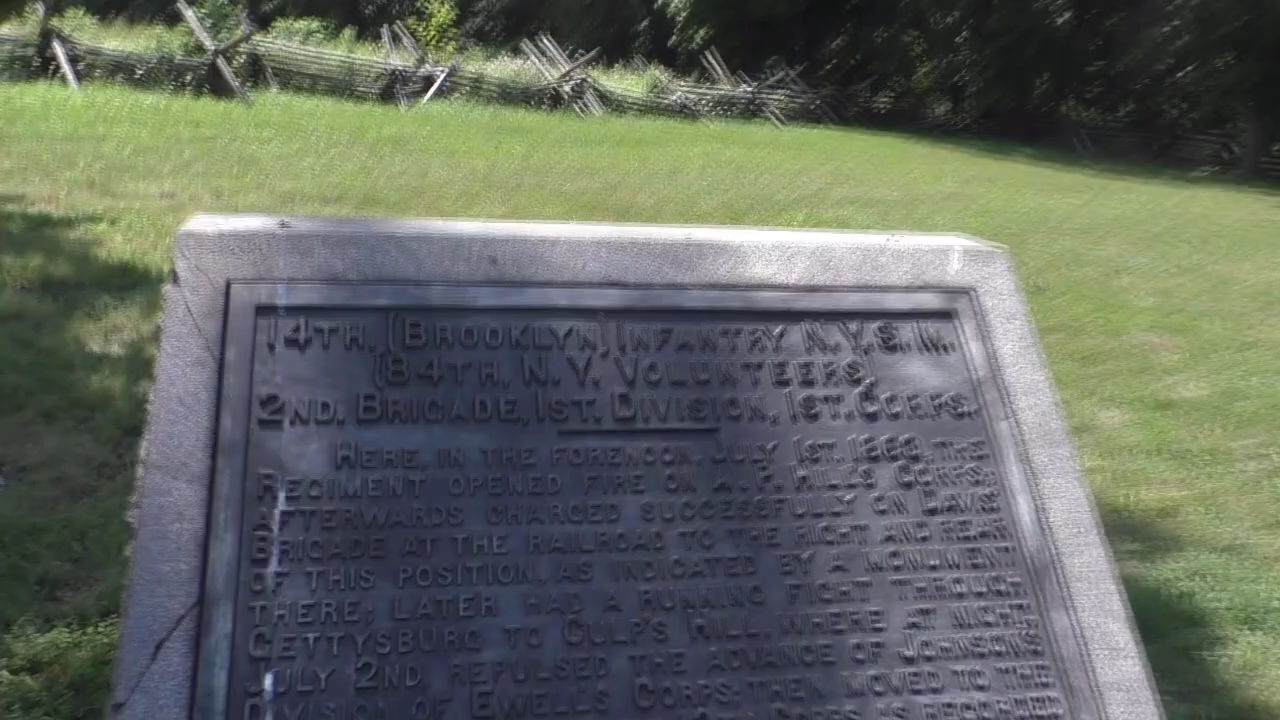 14TH. (BROOKLYN) INFANTRY N.Y.S.M.
(84TH, N.Y. VOLUNTEERS)
2ND. BRIGADE, 1ST. DIVISION, 1ST. CORPS.
HERE, IN THE FORENOON, JULY 1ST. 1863, THE
REGIMENT OPENED FIRE ON A. P. HILL'S CORPS;
AFTERWARDS CHARGED SUCCESSFULLY ON DAVIS'
BRIGADE AT THE RAILROAD TO THE RIGHT AND REAR
OF THIS POSITION, AS INDICATED BY A MONUMENT
THERE; LATER HAD A RUNNING FIGHT THROUGH
GETTYSBURG TO CULP'S HILL, WHERE AT NIGHT,
JULY 2ND REPULSED THE ADVANCE OF JOHNSON'S
DIVISION OF EWELL'S CORPS; THEN MOVED TO THE
CORPS